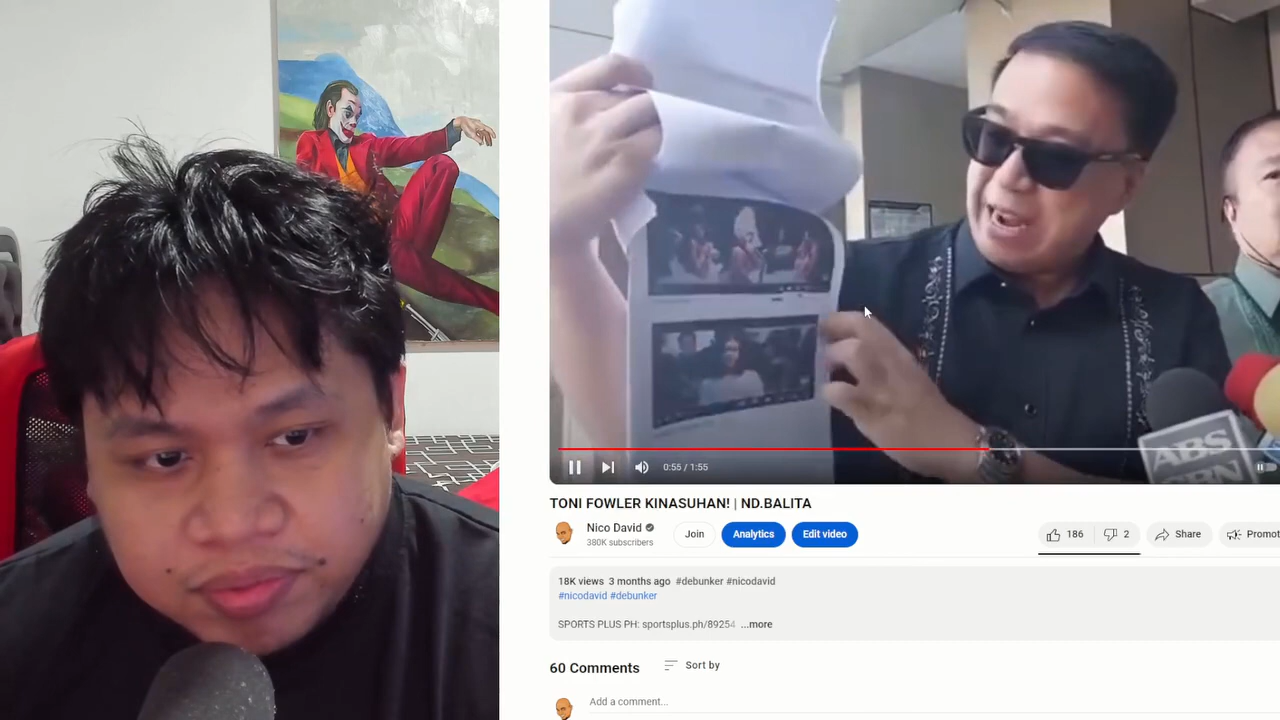 ABS
CBN
0:55 / 1:55
TONI FOWLER KINASUHAN! | ND.BALITA
Nico David
380K subscribers
Join
Analytics
Edit video
186
2
Share
Promot
18K views 3 months ago #debunker #nicodavid
#nicodavid #debunker
SPORTS PLUS PH: sportsplus.ph/89254 ...more
60 Comments
Sort by
Add a comment...